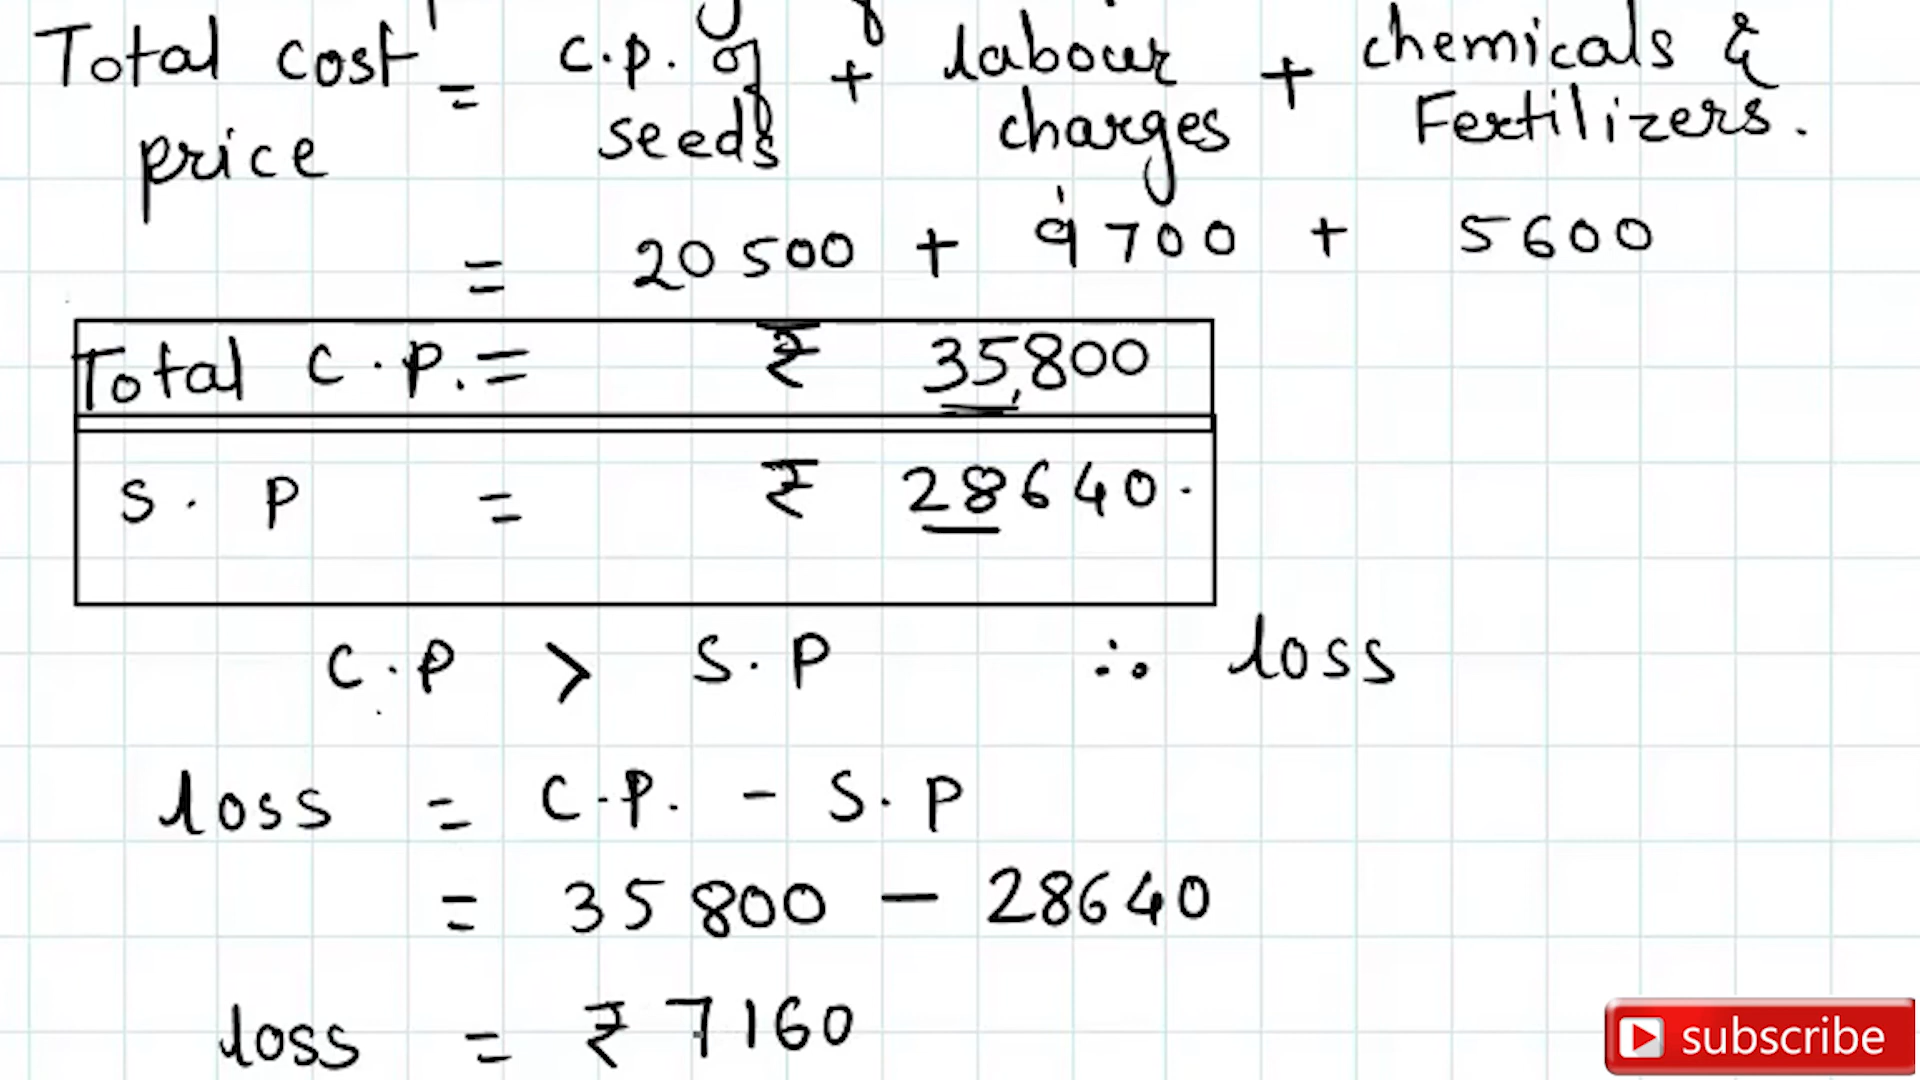 Total cost = c.p. of + labour + chemicals &
price seeds charges Fertilizers.
= 20500 + 9700 + 5600
Total C.P. = ₹ 35,800
S.P = ₹ 28640.
C.P > S.P ∴ loss
loss = C.P. - S.P
= 35800 - 28640
loss = ₹ 7160
subscribe